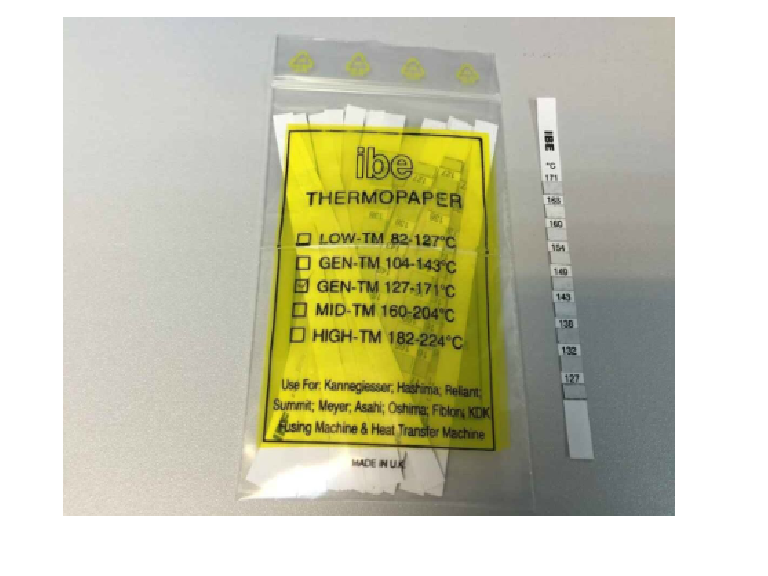 ibe
THERMOPAPER
LOW-TM 82-127°C
GEN-TM 104-143°C
GEN-TM 127-171°C
MID-TM 160-204°C
HIGH-TM 182-224°C
Use For: Kannegiesser; Hashima; Reliant;
Summit; Meyer; Asahi; Oshima; Fiblon; KDK
Fusing Machine & Heat Transfer Machine
MADE IN U.K.
IBE
°C
171
160
154
149
143
138
132
127